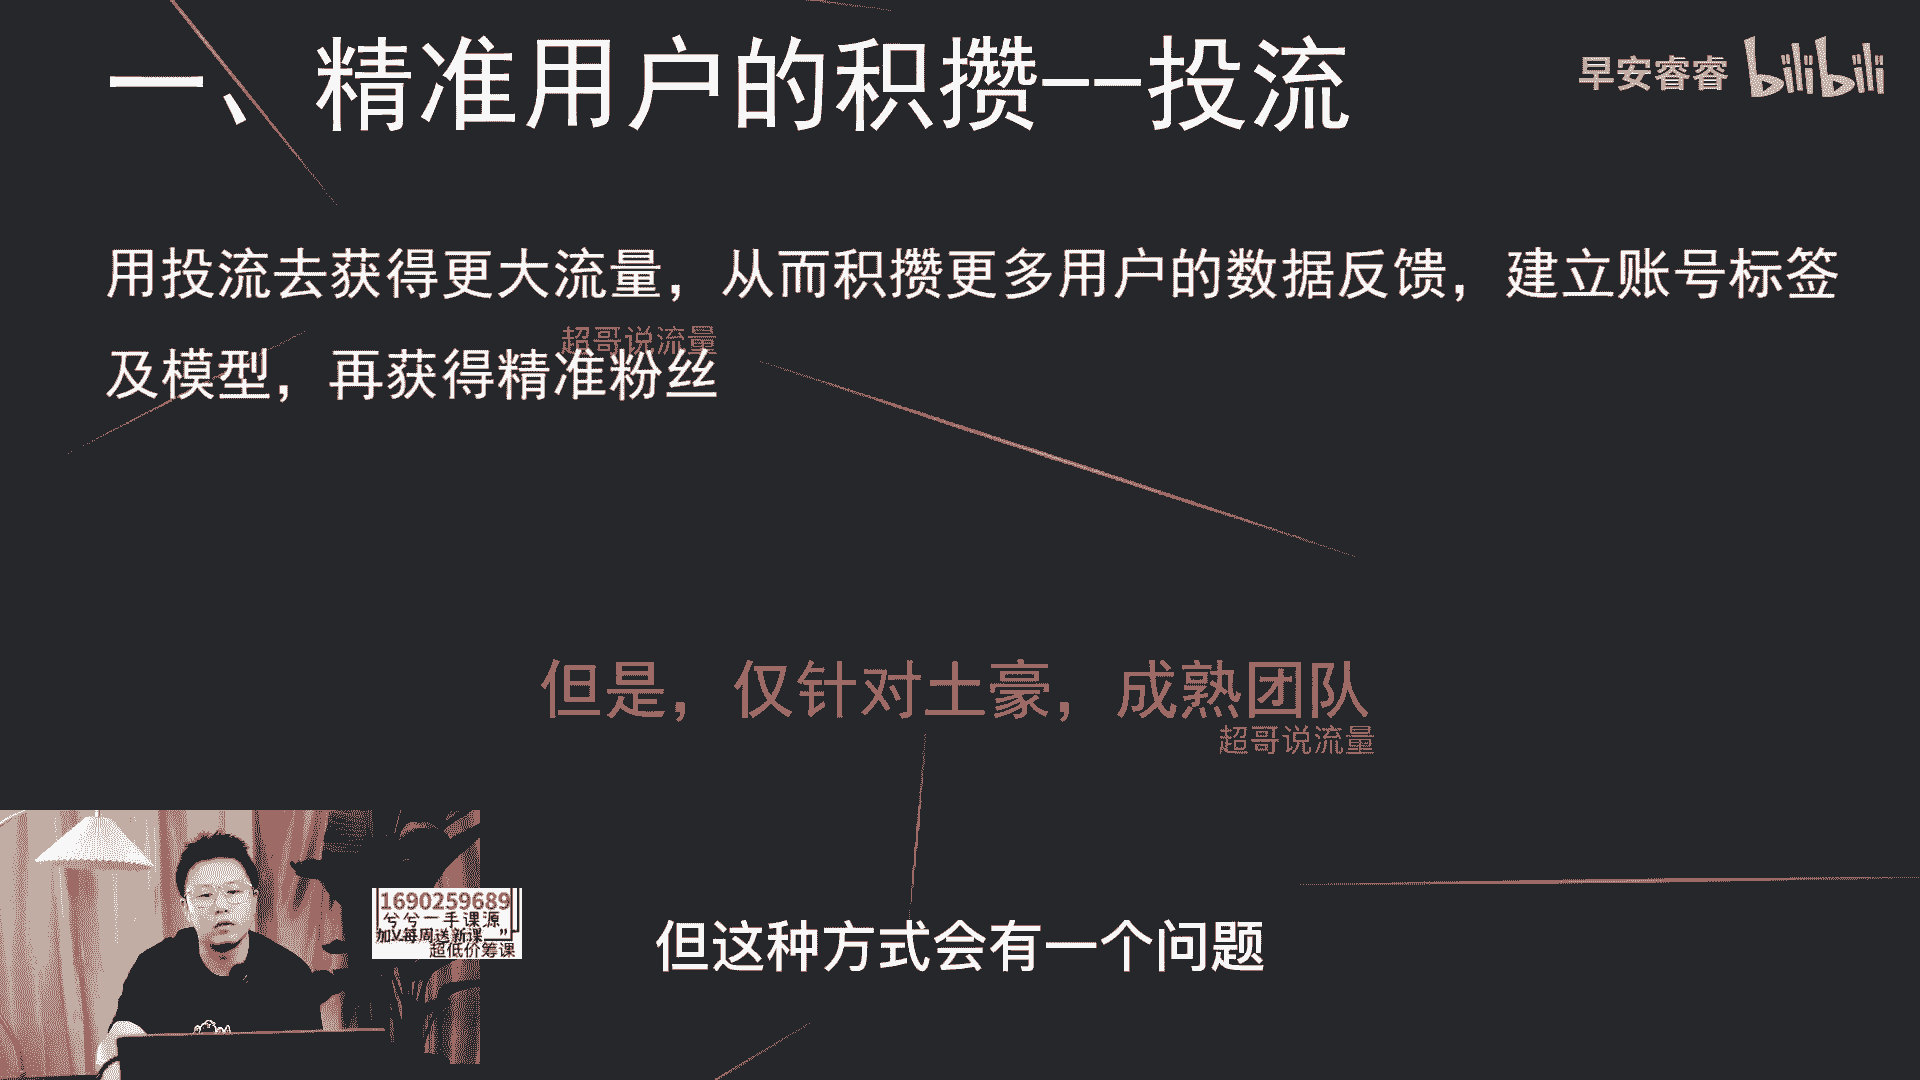 一、精准用户的积攒--投流
早安睿睿 bilibili
用投流去获得更大流量，从而积攒更多用户的数据反馈，建立账号标签
超哥说流量
及模型，再获得精准粉丝
但是，仅针对土豪，成熟团队
超哥说流量
1690259689
兮兮一手课源
加V每周送新课
超低价筹课
但这种方式会有一个问题